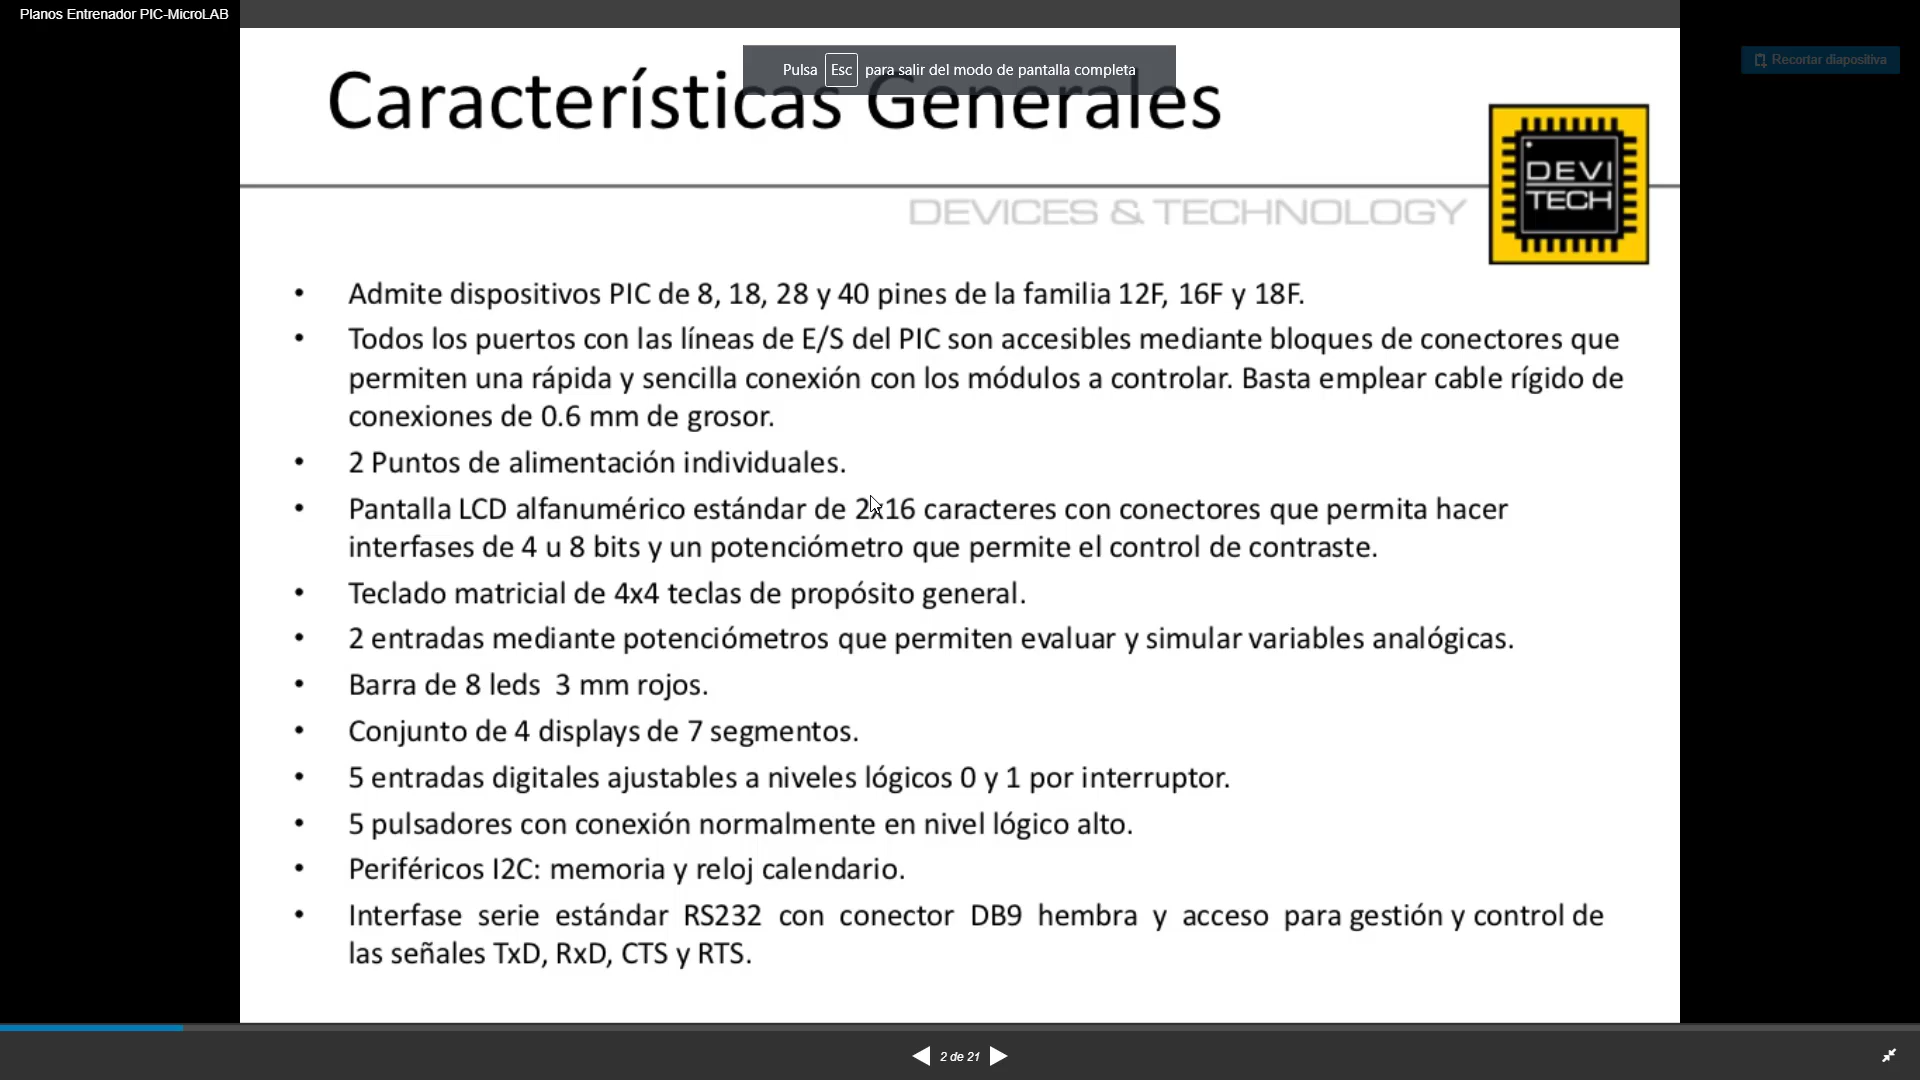 Planos Entrenador PIC-MicroLAB
Pulsa Esc para salir del modo de pantalla completa
Recortar diapositiva
Características Generales
DEVI
TECH
DEVICES & TECHNOLOGY
• Admite dispositivos PIC de 8, 18, 28 y 40 pines de la familia 12F, 16F y 18F.
• Todos los puertos con las líneas de E/S del PIC son accesibles mediante bloques de conectores que
permiten una rápida y sencilla conexión con los módulos a controlar. Basta emplear cable rígido de
conexiones de 0.6 mm de grosor.
• 2 Puntos de alimentación individuales.
• Pantalla LCD alfanumérico estándar de 2x16 caracteres con conectores que permita hacer
interfases de 4 u 8 bits y un potenciómetro que permite el control de contraste.
• Teclado matricial de 4x4 teclas de propósito general.
• 2 entradas mediante potenciómetros que permiten evaluar y simular variables analógicas.
• Barra de 8 leds 3 mm rojos.
• Conjunto de 4 displays de 7 segmentos.
• 5 entradas digitales ajustables a niveles lógicos 0 y 1 por interruptor.
• 5 pulsadores con conexión normalmente en nivel lógico alto.
• Periféricos I2C: memoria y reloj calendario.
• Interfase serie estándar RS232 con conector DB9 hembra y acceso para gestión y control de
las señales TxD, RxD, CTS y RTS.
2 de 21